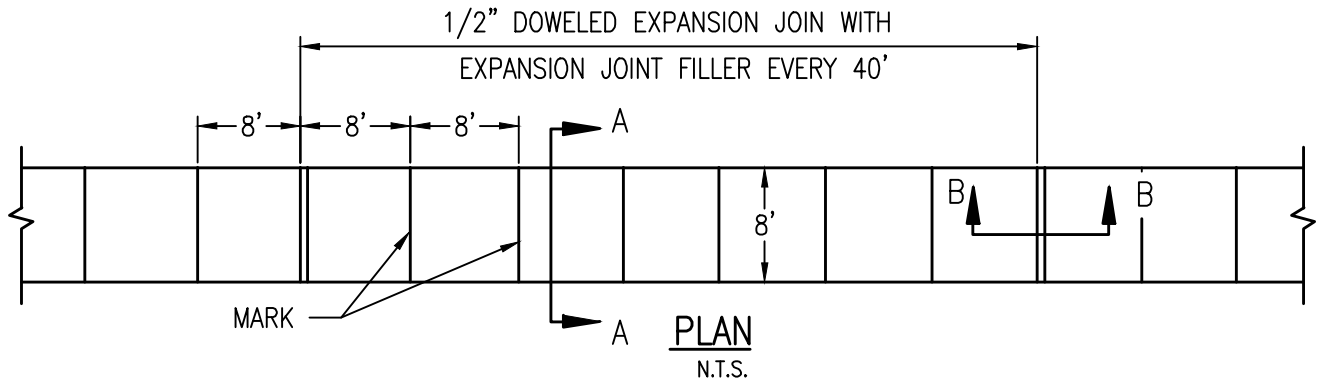 1/2" DOWELED EXPANSION JOIN WITH
EXPANSION JOINT FILLER EVERY 40'
8' 8' 8'
A
8'
B B
MARK
A
PLAN
N.T.S.